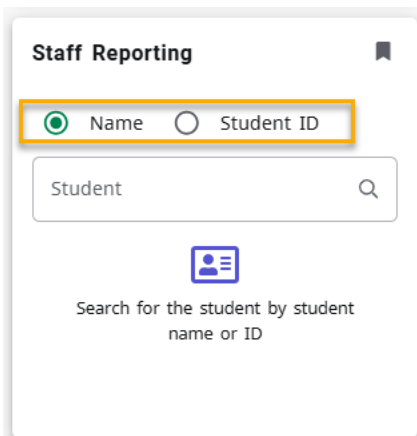 Staff Reporting
Name Student ID
Student
Search for the student by student
name or ID